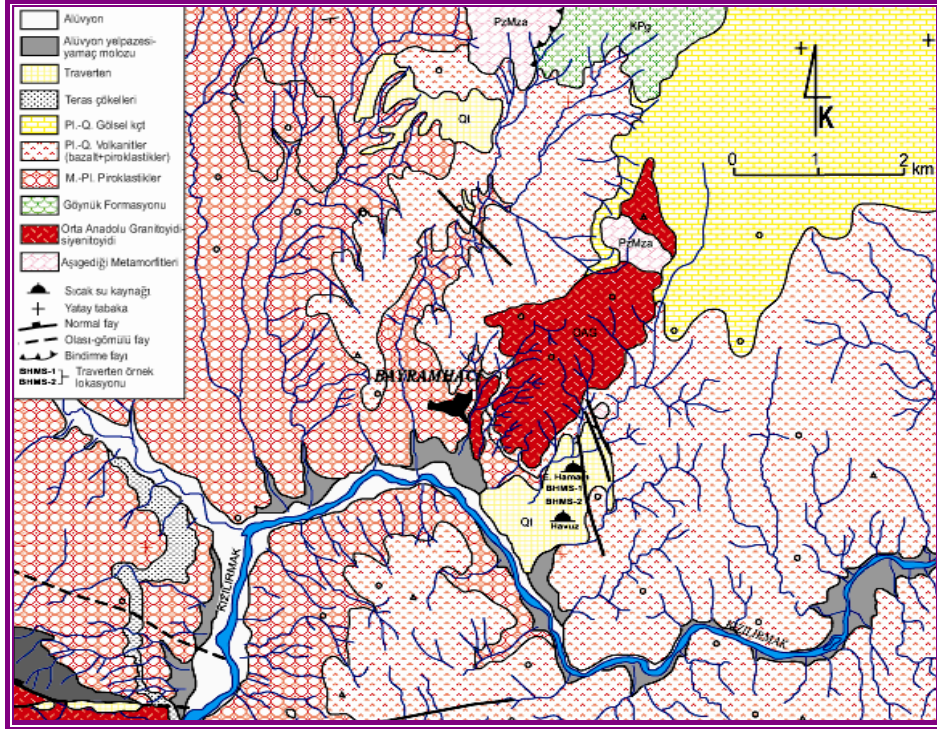 Alüvyon
Alüvyon yelpazesi-
yamaç molozu
Traverten
Teras çökelleri
Pl.-Q. Gölsel kçt
Pl.-Q. Volkanitler
(bazalt+piroklastikler)
M.-Pl. Piroklastikler
Göynük Formasyonu
Orta Anadolu Granitoyidi-
siyenitoyidi
Aşıgediği Metamorfitleri
Sıcak su kaynağı
Yatay tabaka
Normal fay
Olası-gömülü fay
Bindirme fayı
BHMS-1
BHMS-2
Traverten örnek
lokasyonu
PzMza
KPg
K
0 1 2
km
Ql
PzMza
OAG
BAYRAMHACI
E. Hamam
BHMS-1
BHMS-2
Ql
Havuz
KIZILIRMAK
KIZILIRMAK